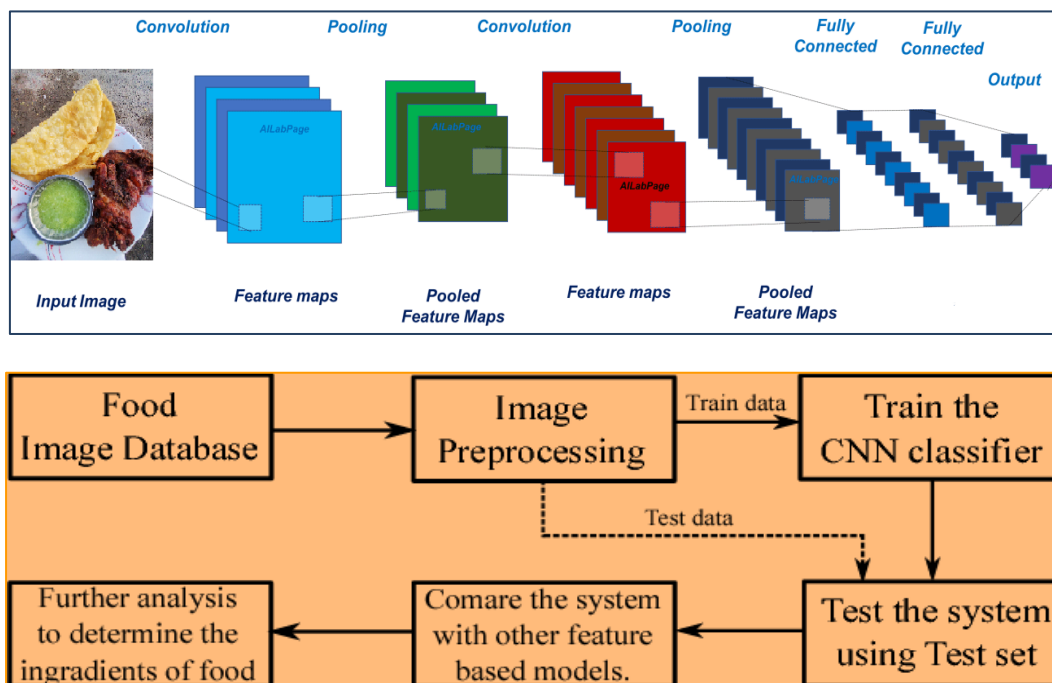 Convolution
Pooling
Convolution
Pooling
Fully
Connected
Fully
Connected
Output
AILabPage
AILabPage
AILabPage
AILabPage
Input Image
Feature maps
Pooled
Feature Maps
Feature maps
Pooled
Feature Maps
Food
Image Database
Image
Preprocessing
Train data
Train the
CNN classifier
Test data
Further analysis
to determine the
ingradients of food
Comare the system
with other feature
based models.
Test the system
using Test set